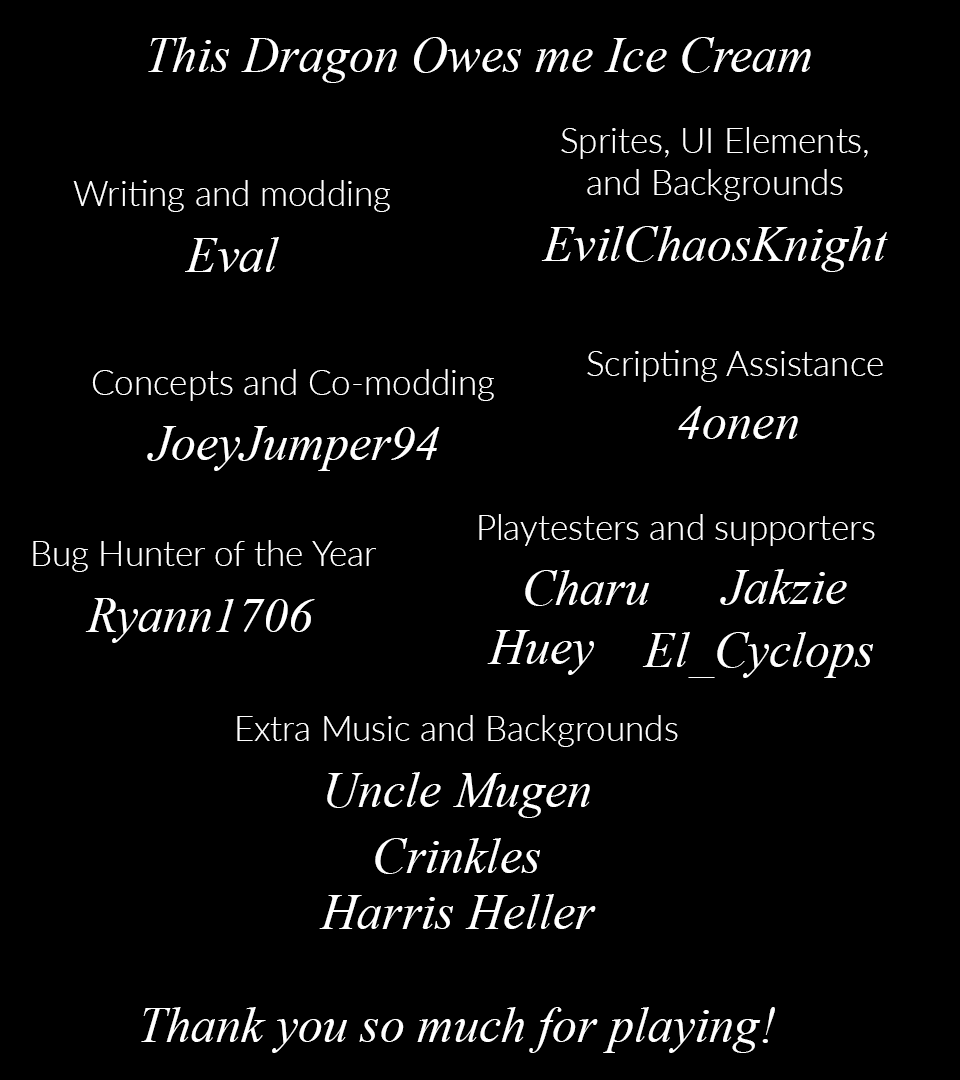 This Dragon Owes me Ice Cream
Writing and modding
Eval
Sprites, UI Elements,
and Backgrounds
EvilChaosKnight
Concepts and Co-modding
JoeyJumper94
Scripting Assistance
4onen
Bug Hunter of the Year
Ryann1706
Playtesters and supporters
Charu Jakzie
Huey El_Cyclops
Extra Music and Backgrounds
Uncle Mugen
Crinkles
Harris Heller
Thank you so much for playing!